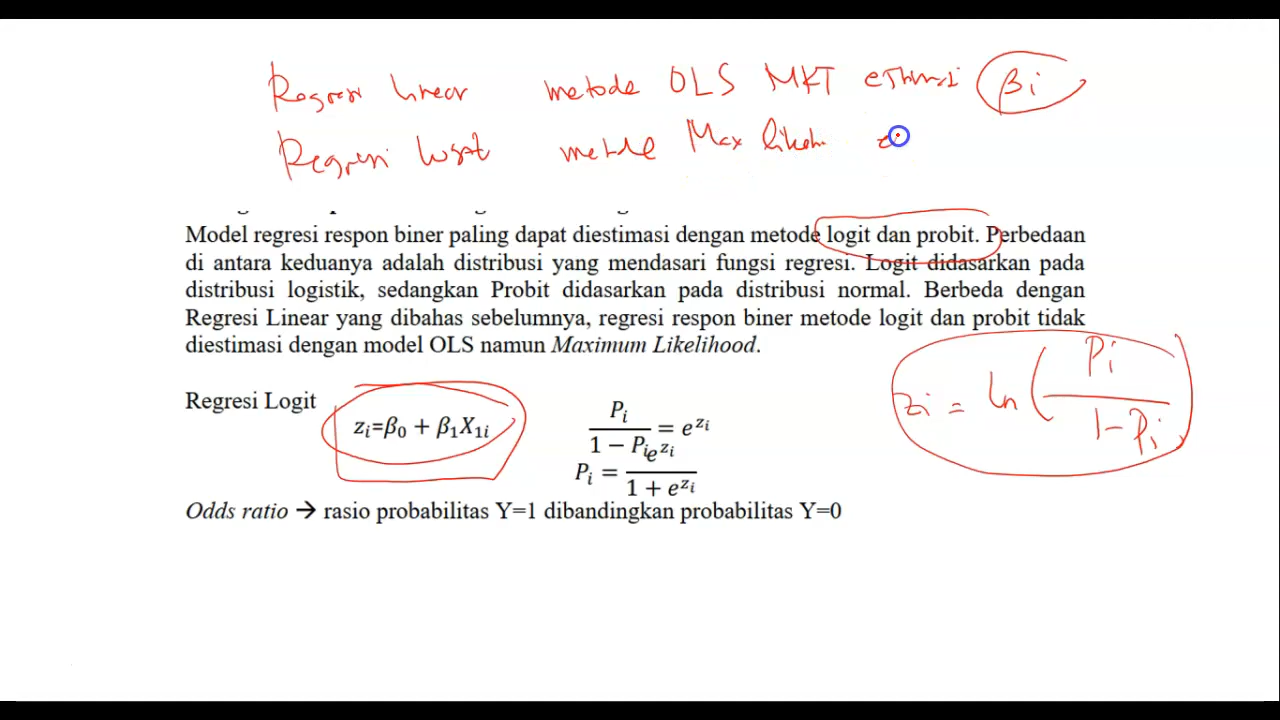 Regresi linear metode OLS MKT estimasi βi
Regresi logit metode Max likeh
Model regresi respon biner paling dapat diestimasi dengan metode logit dan probit. Perbedaan
di antara keduanya adalah distribusi yang mendasari fungsi regresi. Logit didasarkan pada
distribusi logistik, sedangkan Probit didasarkan pada distribusi normal. Berbeda dengan
Regresi Linear yang dibahas sebelumnya, regresi respon biner metode logit dan probit tidak
diestimasi dengan model OLS namun Maximum Likelihood.
Regresi Logit
zᵢ=β₀ + β₁X₁ᵢ
Pᵢ / (1 − Pᵢ) = e^zᵢ
Pᵢ = e^zᵢ / (1 + e^zᵢ)
zi = ln (Pi / 1 − Pi)
Odds ratio → rasio probabilitas Y=1 dibandingkan probabilitas Y=0